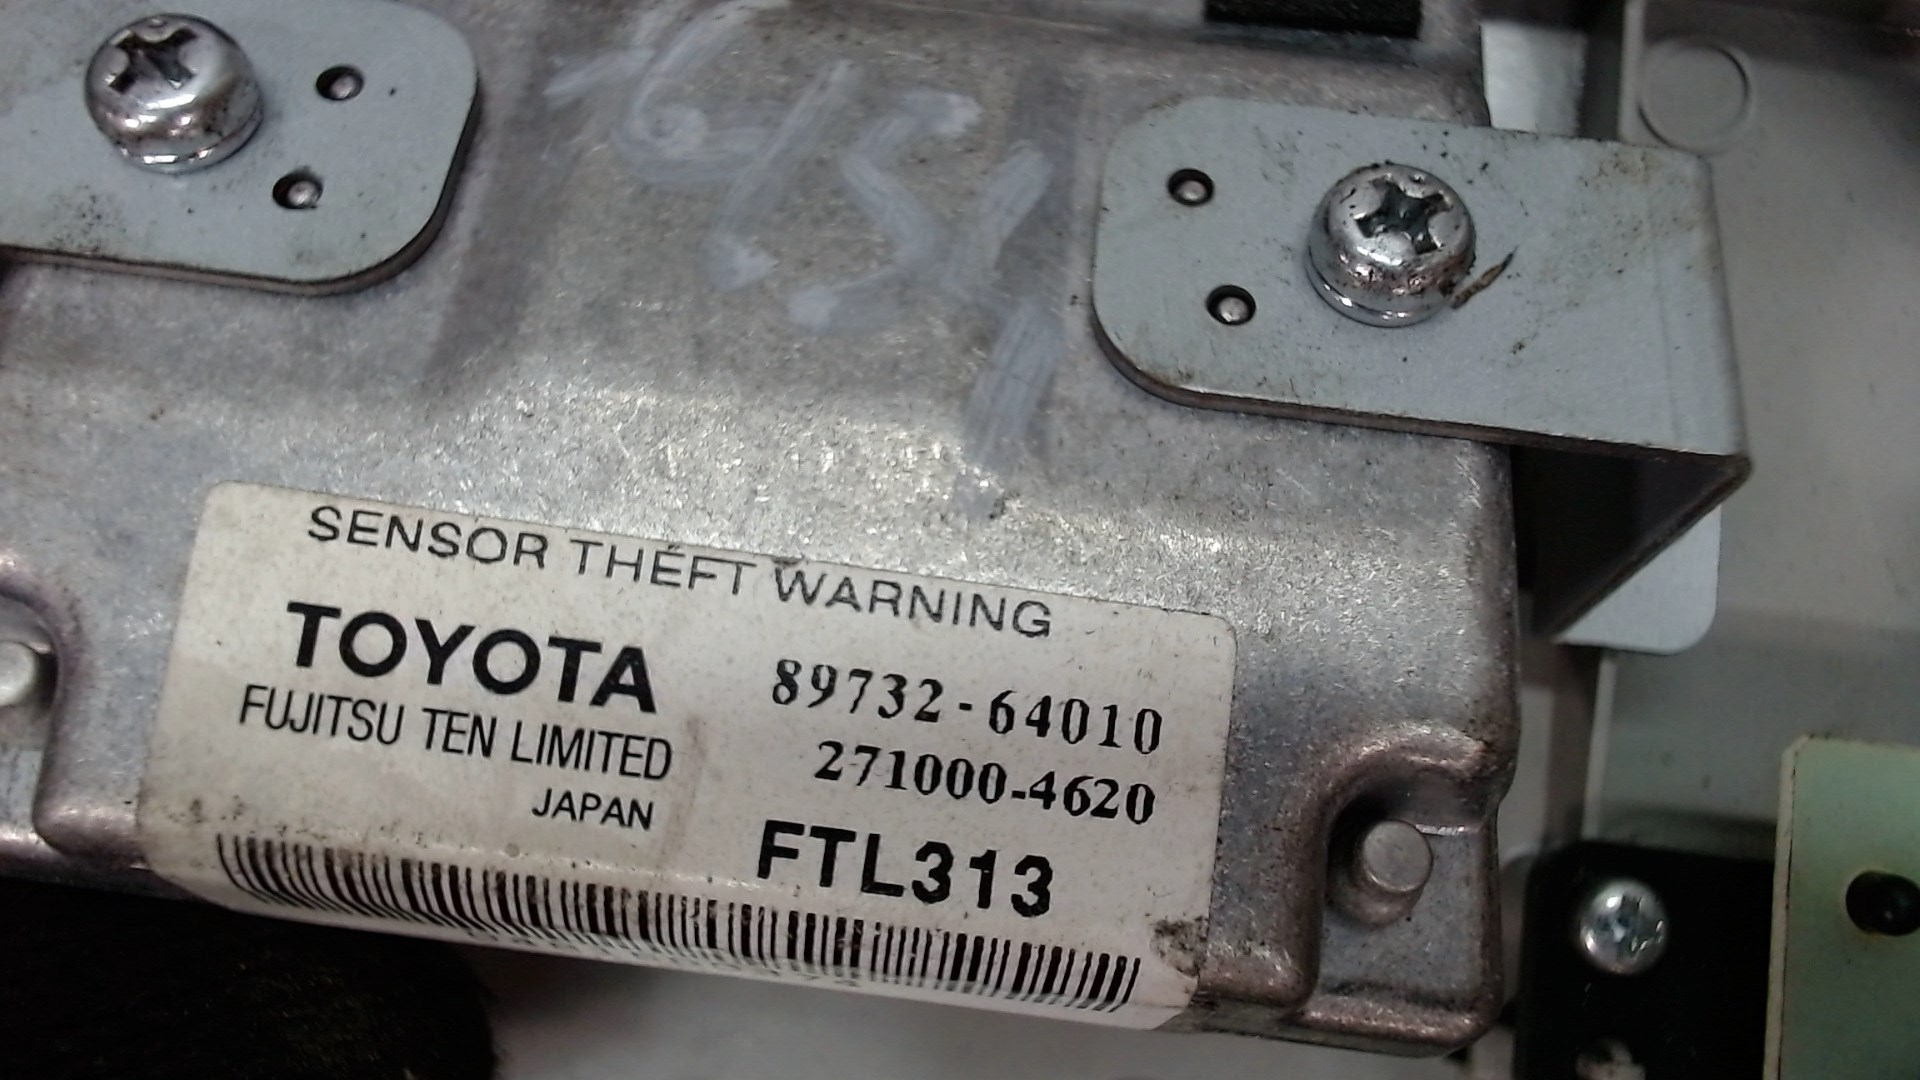 SENSOR THEFT WARNING
TOYOTA 89732-64010
FUJITSU TEN LIMITED 271000-4620
JAPAN FTL313